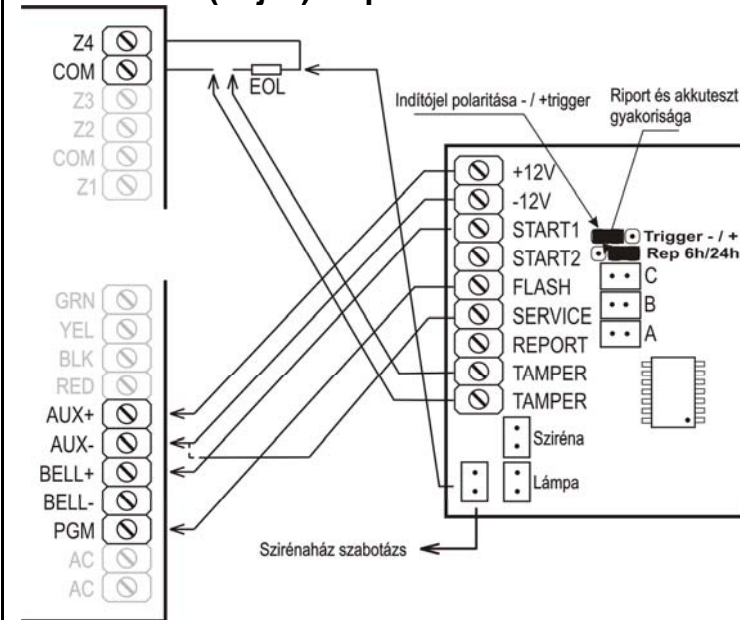 Z4
COM
Z3
Z2
COM
Z1
EOL
GRN
YEL
BLK
RED
AUX+
AUX-
BELL+
BELL-
PGM
AC
AC
Indítójel polaritása - / +trigger
Riport és akkuteszt
gyakorisága
+12V
-12V
START1
START2
FLASH
SERVICE
REPORT
TAMPER
TAMPER
Trigger - / +
Rep 6h/24h
C
B
A
Sziréna
Lámpa
Szirénaház szabotázs